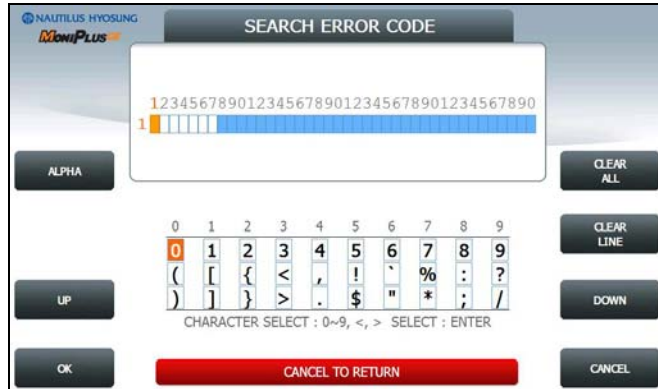 NAUTILUS HYOSUNG
MoniPlus
SEARCH ERROR CODE
1234567890123456789012345678901234567890
1
ALPHA
CLEAR ALL
0 1 2 3 4 5 6 7 8 9
CLEAR LINE
0 1 2 3 4 5 6 7 8 9
( [ { < , ! ` % : ?
) ] } > . $ " * ; /
UP
DOWN
CHARACTER SELECT : 0~9, <, > SELECT : ENTER
OK
CANCEL TO RETURN
CANCEL